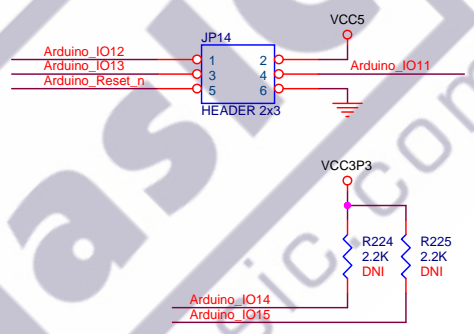 VCC5
JP14
Arduino_IO12
Arduino_IO13
Arduino_Reset_n
1 2
3 4
5 6
Arduino_IO11
HEADER 2x3
VCC3P3
R224 R225
2.2K 2.2K
DNI DNI
Arduino_IO14
Arduino_IO15